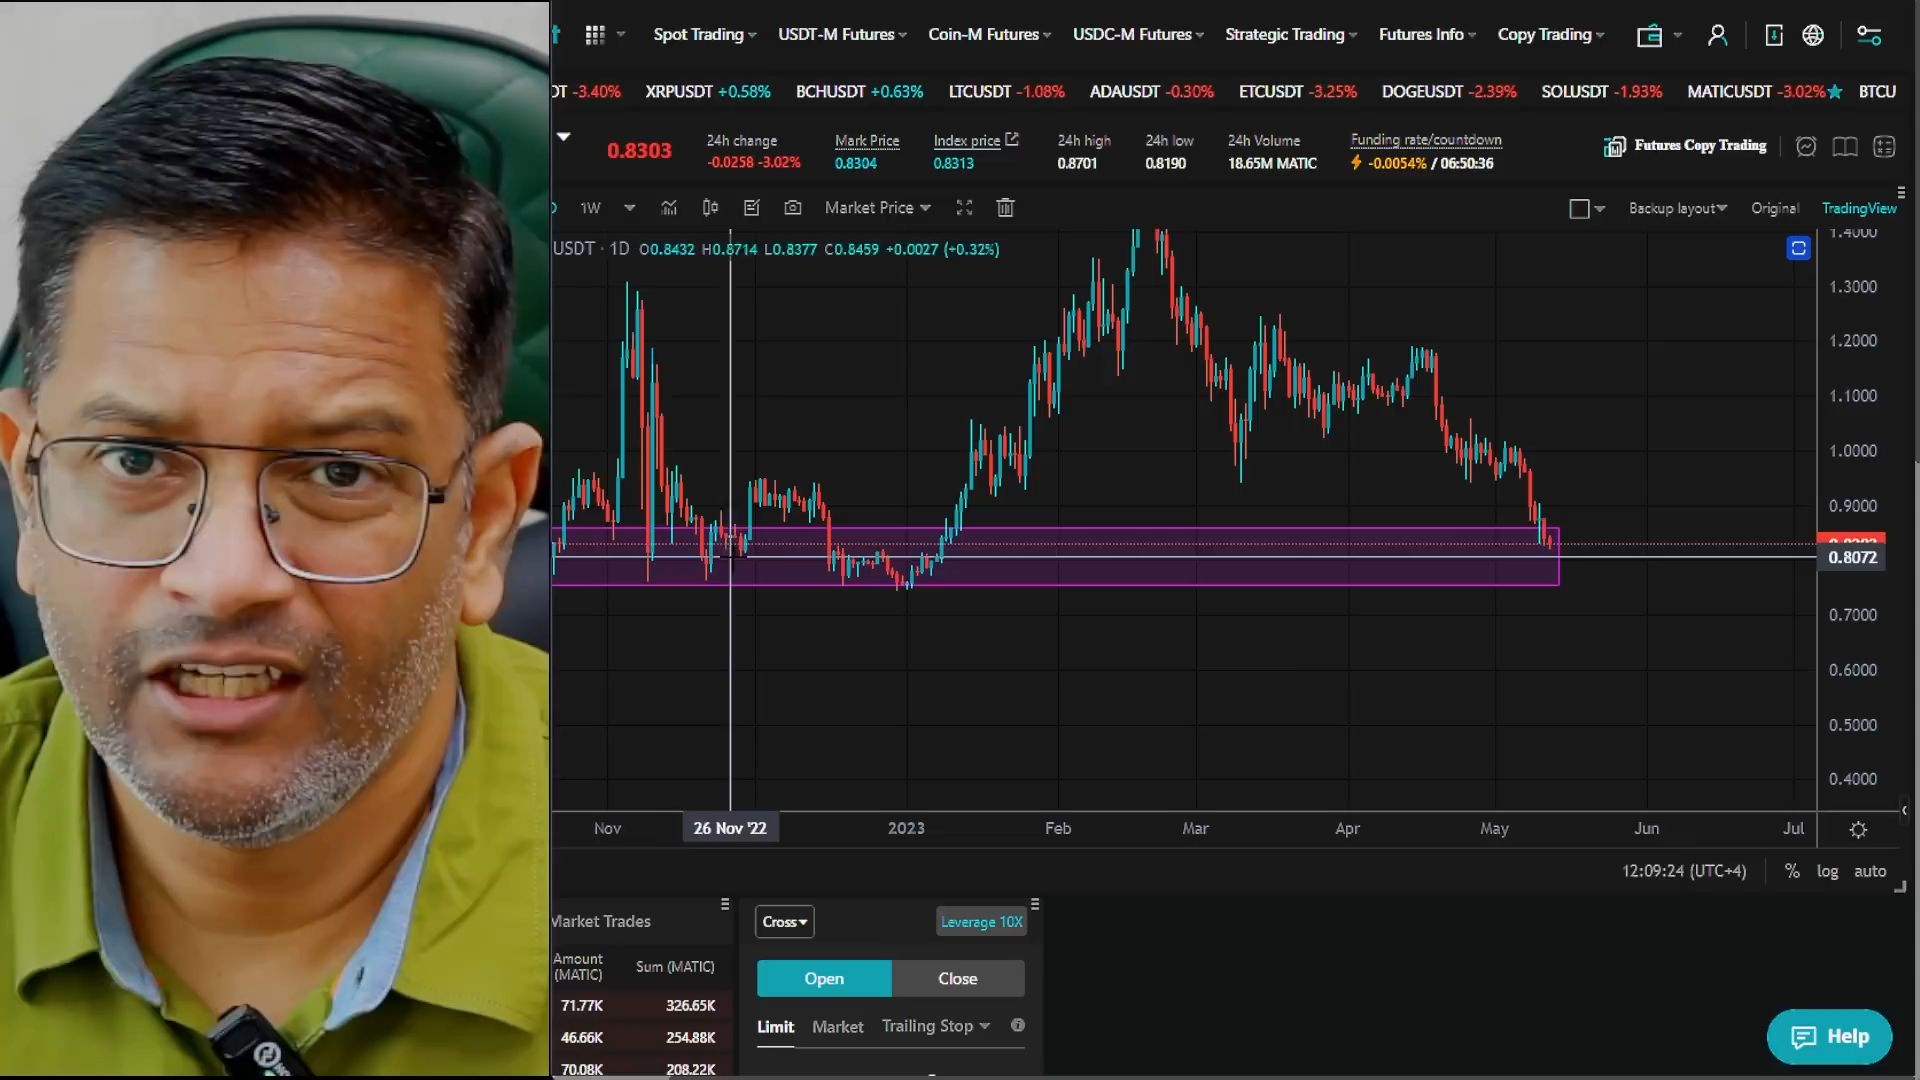 Spot Trading USDT-M Futures Coin-M Futures USDC-M Futures Strategic Trading Futures Info Copy Trading
-3.40% XRPUSDT +0.58% BCHUSDT +0.63% LTCUSDT -1.08% ADAUSDT -0.30% ETCUSDT -3.25% DOGEUSDT -2.39% SOLUSDT -1.93% MATICUSDT -3.02% BTCU
0.8303
24h change
-0.0258 -3.02%
Mark Price
0.8304
Index price
0.8313
24h high
0.8701
24h low
0.8190
24h Volume
18.65M MATIC
Funding rate/countdown
-0.0054% / 06:50:36
Futures Copy Trading
1W Market Price Backup layout Original TradingView
USDT · 1D O0.8432 H0.8714 L0.8377 C0.8459 +0.0027 (+0.32%)
1.4000
1.3000
1.2000
1.1000
1.0000
0.9000
0.8072
0.7000
0.6000
0.5000
0.4000
Nov 26 Nov '22 2023 Feb Mar Apr May Jun Jul
12:09:24 (UTC+4) % log auto
Market Trades
Amount (MATIC) Sum (MATIC)
71.77K 326.65K
46.66K 254.88K
70.08K 208.22K
Cross Leverage 10X
Open Close
Limit Market Trailing Stop
Help